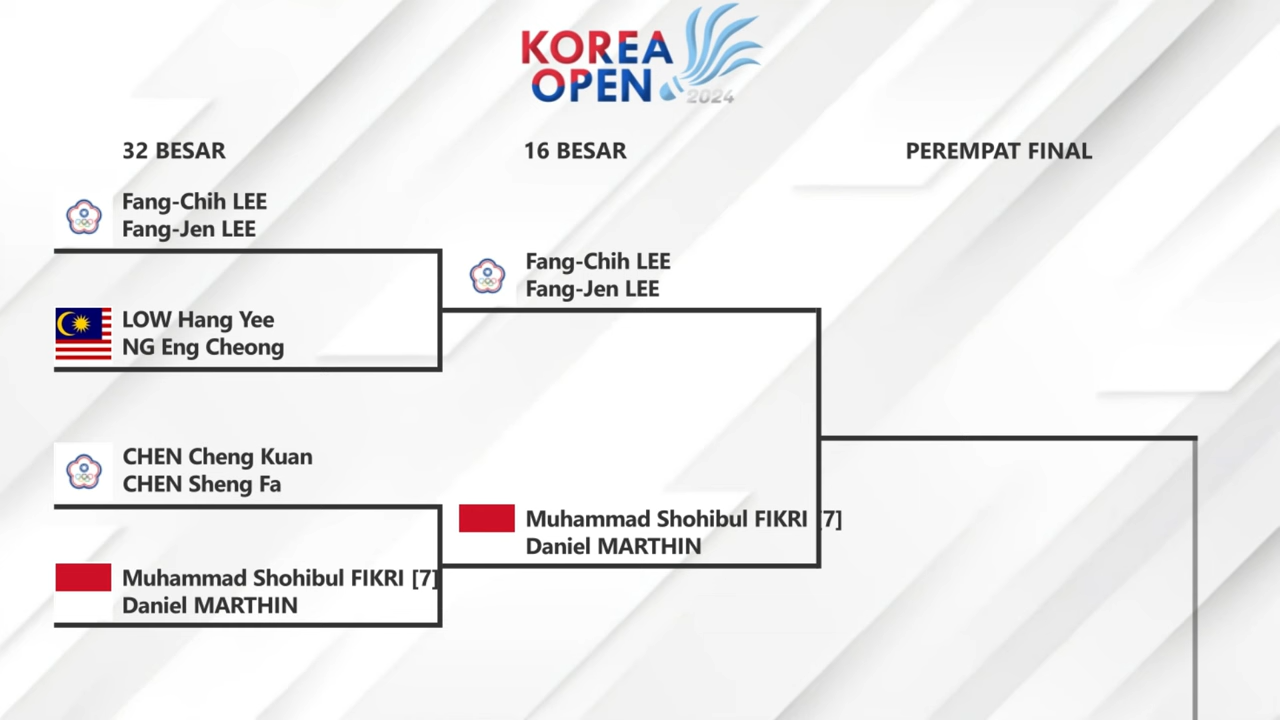 KOREA
OPEN
2024
32 BESAR
16 BESAR
PEREMPAT FINAL
Fang-Chih LEE
Fang-Jen LEE
LOW Hang Yee
NG Eng Cheong
CHEN Cheng Kuan
CHEN Sheng Fa
Muhammad Shohibul FIKRI [7]
Daniel MARTHIN
Fang-Chih LEE
Fang-Jen LEE
Muhammad Shohibul FIKRI [7]
Daniel MARTHIN